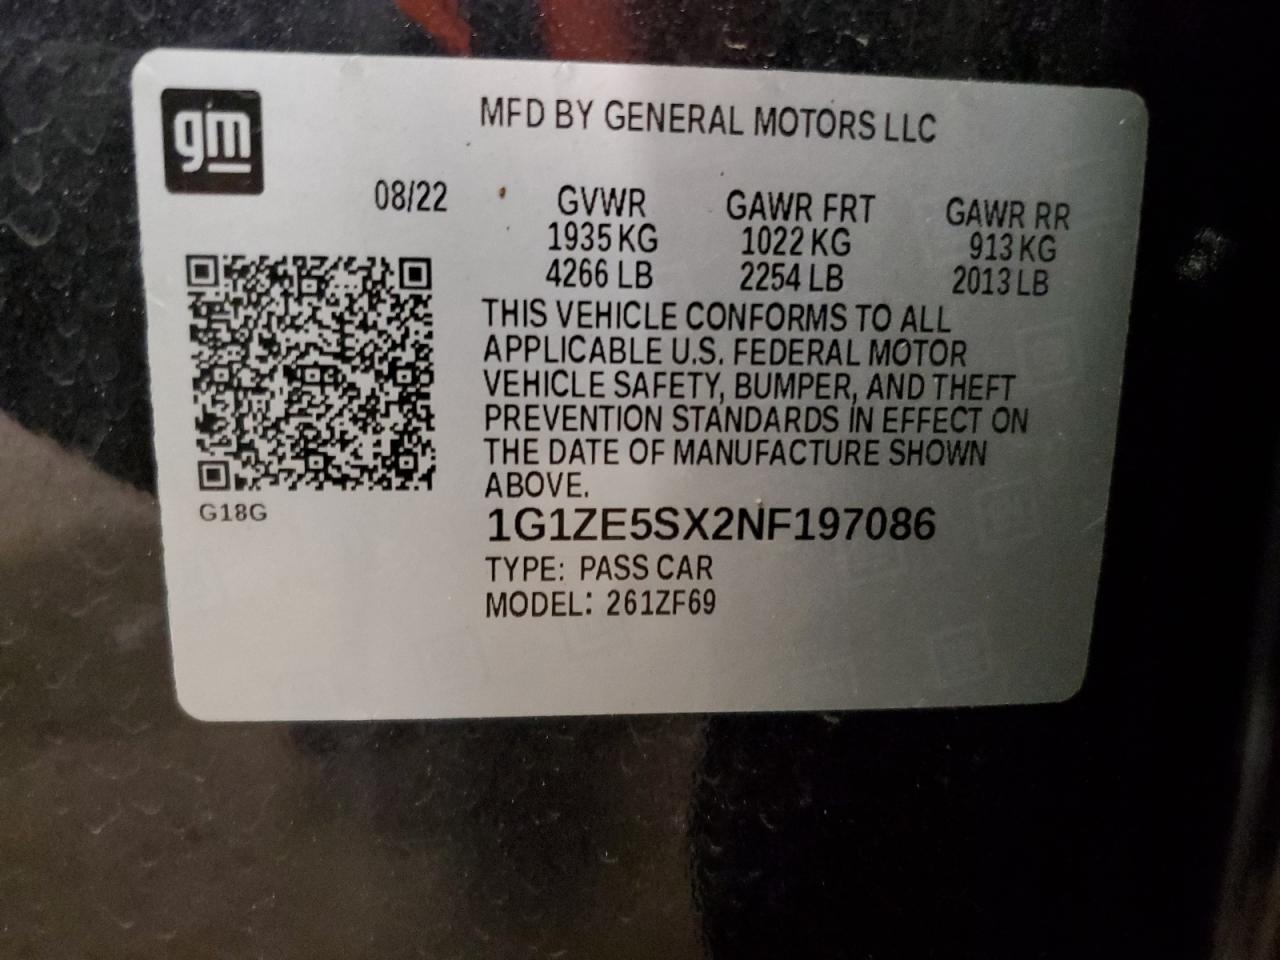 gm
MFD BY GENERAL MOTORS LLC
08/22
GVWR GAWR FRT GAWR RR
1935 KG 1022 KG 913 KG
4266 LB 2254 LB 2013 LB
THIS VEHICLE CONFORMS TO ALL
APPLICABLE U.S. FEDERAL MOTOR
VEHICLE SAFETY, BUMPER, AND THEFT
PREVENTION STANDARDS IN EFFECT ON
THE DATE OF MANUFACTURE SHOWN
ABOVE.
G18G
1G1ZE5SX2NF197086
TYPE: PASS CAR
MODEL: 261ZF69